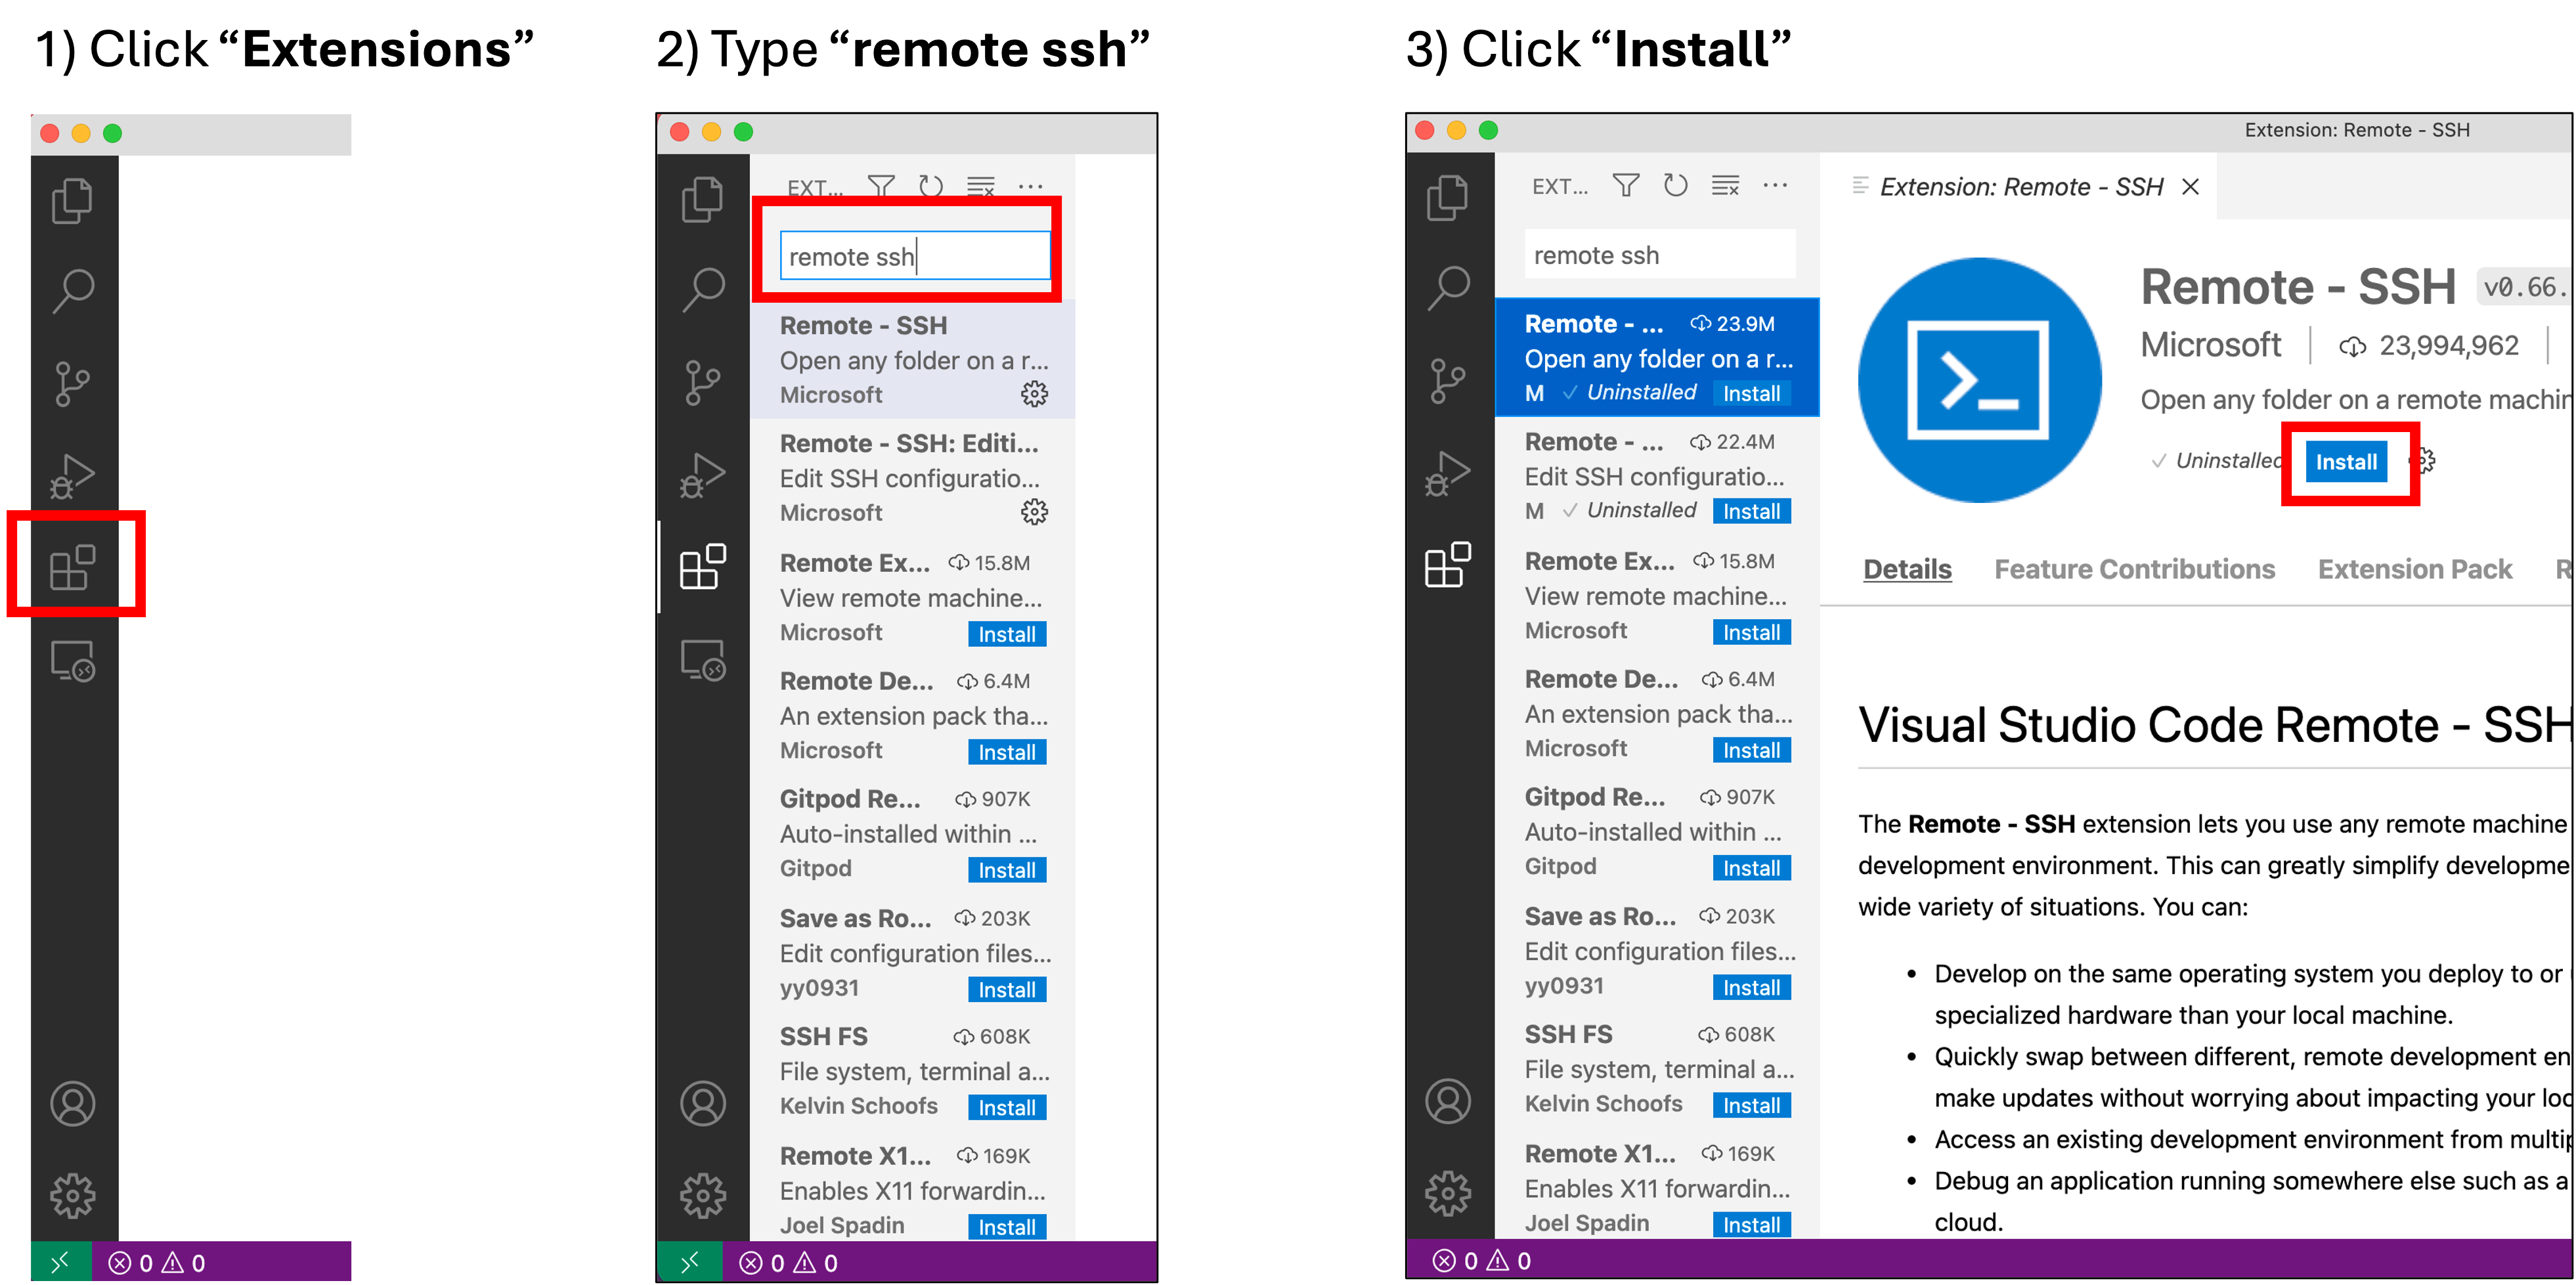 1) Click “Extensions”
⊗ 0 ⚠ 0
2) Type “remote ssh”
EXT... ...
remote ssh
Remote - SSH
Open any folder on a r...
Microsoft
Remote - SSH: Editi...
Edit SSH configuratio...
Microsoft
Remote Ex... 15.8M
View remote machine...
Microsoft Install
Remote De... 6.4M
An extension pack tha...
Microsoft Install
Gitpod Re... 907K
Auto-installed within ...
Gitpod Install
Save as Ro... 203K
Edit configuration files...
yy0931 Install
SSH FS 608K
File system, terminal a...
Kelvin Schoofs Install
Remote X1... 169K
Enables X11 forwardin...
Joel Spadin Install
⊗ 0 ⚠ 0
3) Click “Install”
Extension: Remote - SSH
EXT... ...
remote ssh
Remote - ... 23.9M
Open any folder on a r...
M ✓ Uninstalled Install
Remote - ... 22.4M
Edit SSH configuratio...
M ✓ Uninstalled Install
Remote Ex... 15.8M
View remote machine...
Microsoft Install
Remote De... 6.4M
An extension pack tha...
Microsoft Install
Gitpod Re... 907K
Auto-installed within ...
Gitpod Install
Save as Ro... 203K
Edit configuration files...
yy0931 Install
SSH FS 608K
File system, terminal a...
Kelvin Schoofs Install
Remote X1... 169K
Enables X11 forwardin...
Joel Spadin Install
Extension: Remote - SSH ×
Remote - SSH v0.66.
Microsoft | 23,994,962 |
Open any folder on a remote machin
✓ Uninstalled Install
Details Feature Contributions Extension Pack R
Visual Studio Code Remote - SSH
The Remote - SSH extension lets you use any remote machine
development environment. This can greatly simplify developme
wide variety of situations. You can:
• Develop on the same operating system you deploy to or
specialized hardware than your local machine.
• Quickly swap between different, remote development en
make updates without worrying about impacting your loc
• Access an existing development environment from multip
• Debug an application running somewhere else such as a
cloud.
⊗ 0 ⚠ 0